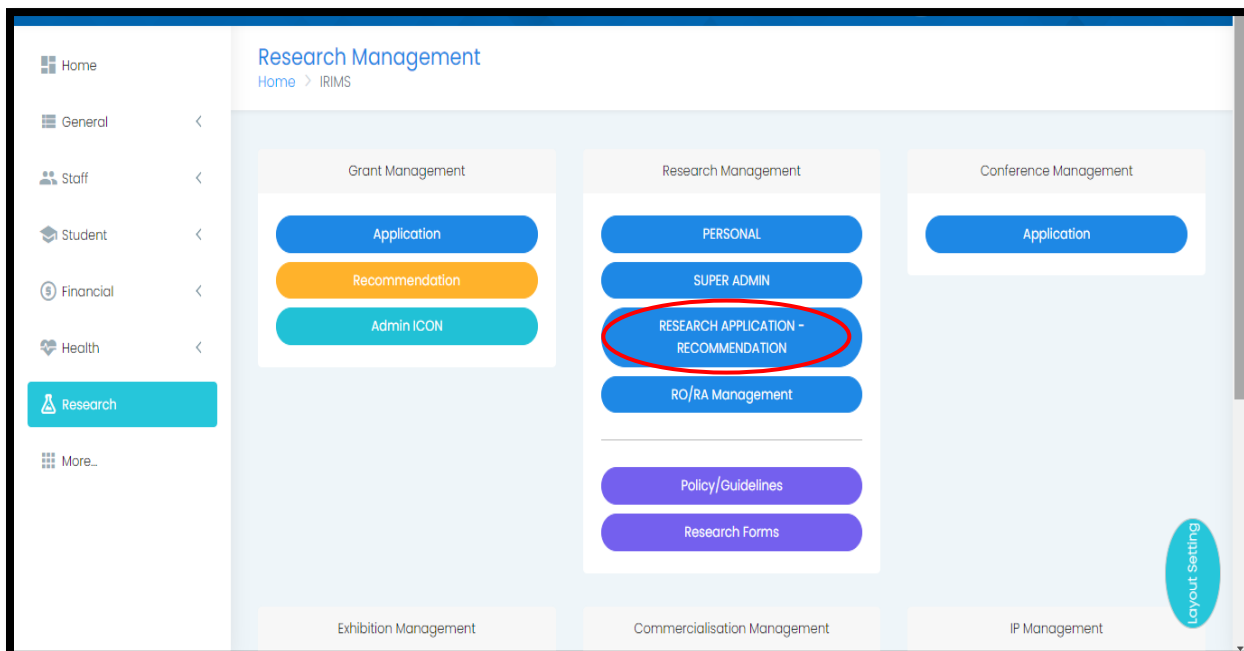 Research Management
Home > IRIMS
Home
General
Staff
Student
Financial
Health
Research
More...
Grant Management
Application
Recommendation
Admin ICON
Research Management
PERSONAL
SUPER ADMIN
RESEARCH APPLICATION -
RECOMMENDATION
RO/RA Management
Policy/Guidelines
Research Forms
Conference Management
Application
Layout Setting
Exhibition Management
Commercialisation Management
IP Management